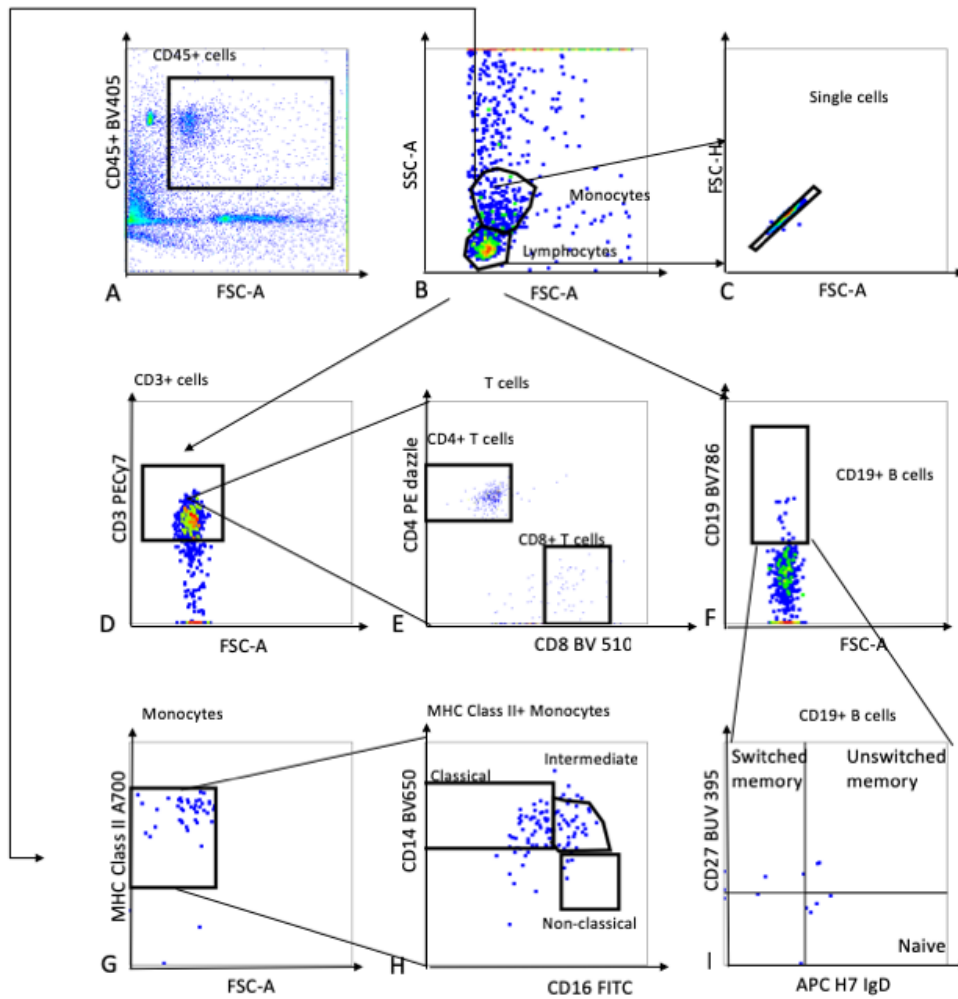 CD45+ cells
CD45+ BV405
A
FSC-A
SSC-A
Monocytes
Lymphocytes
B
FSC-A
FSC-H
Single cells
C
FSC-A
CD3+ cells
CD3 PECy7
D
FSC-A
T cells
CD4 PE dazzle
CD4+ T cells
CD8+ T cells
E
CD8 BV 510
CD19 BV786
CD19+ B cells
F
FSC-A
Monocytes
MHC Class II A700
G
FSC-A
MHC Class II+ Monocytes
CD14 BV650
Intermediate
Classical
Non-classical
H
CD16 FITC
CD19+ B cells
CD27 BUV 395
Switched
memory
Unswitched
memory
Naive
I
APC H7 IgD